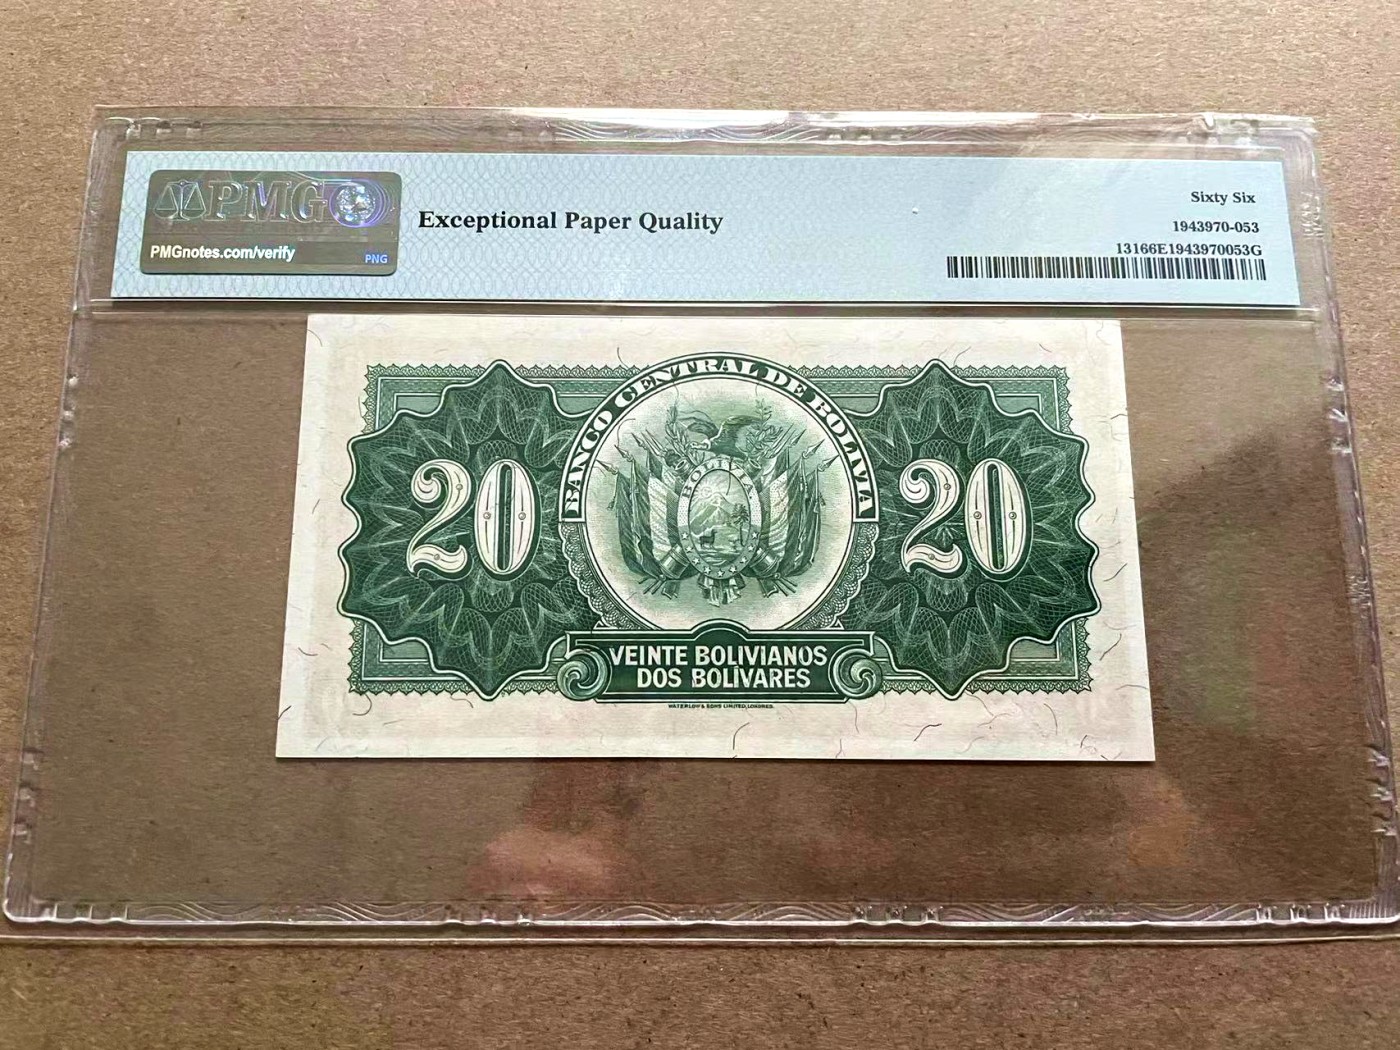 PMG
PMGnotes.com/verify
PNG
Exceptional Paper Quality
Sixty Six
1943970-053
13166E1943970053G
BANCO CENTRAL DE BOLIVIA
BOLIVIA
20
20
VEINTE BOLIVIANOS
DOS BOLÍVARES
WATERLOW & SONS LIMITED, LONDRES.